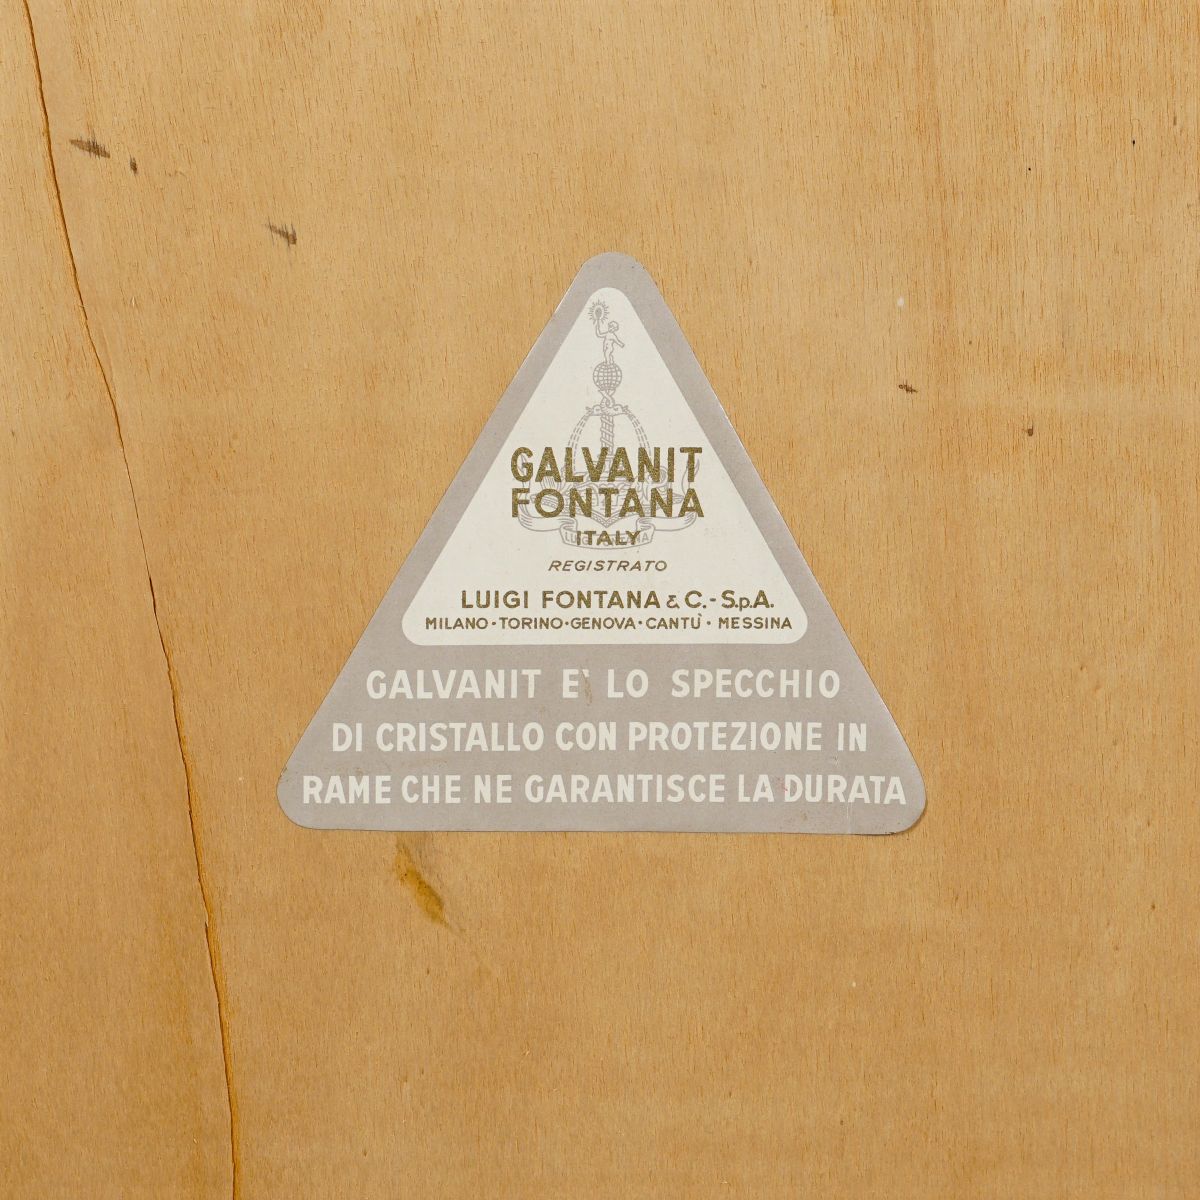 GALVANIT
FONTANA
ITALY
REGISTRATO
LUIGI FONTANA & C. - S.p.A.
MILANO · TORINO · GENOVA · CANTÙ · MESSINA
GALVANIT E' LO SPECCHIO
DI CRISTALLO CON PROTEZIONE IN
RAME CHE NE GARANTISCE LA DURATA